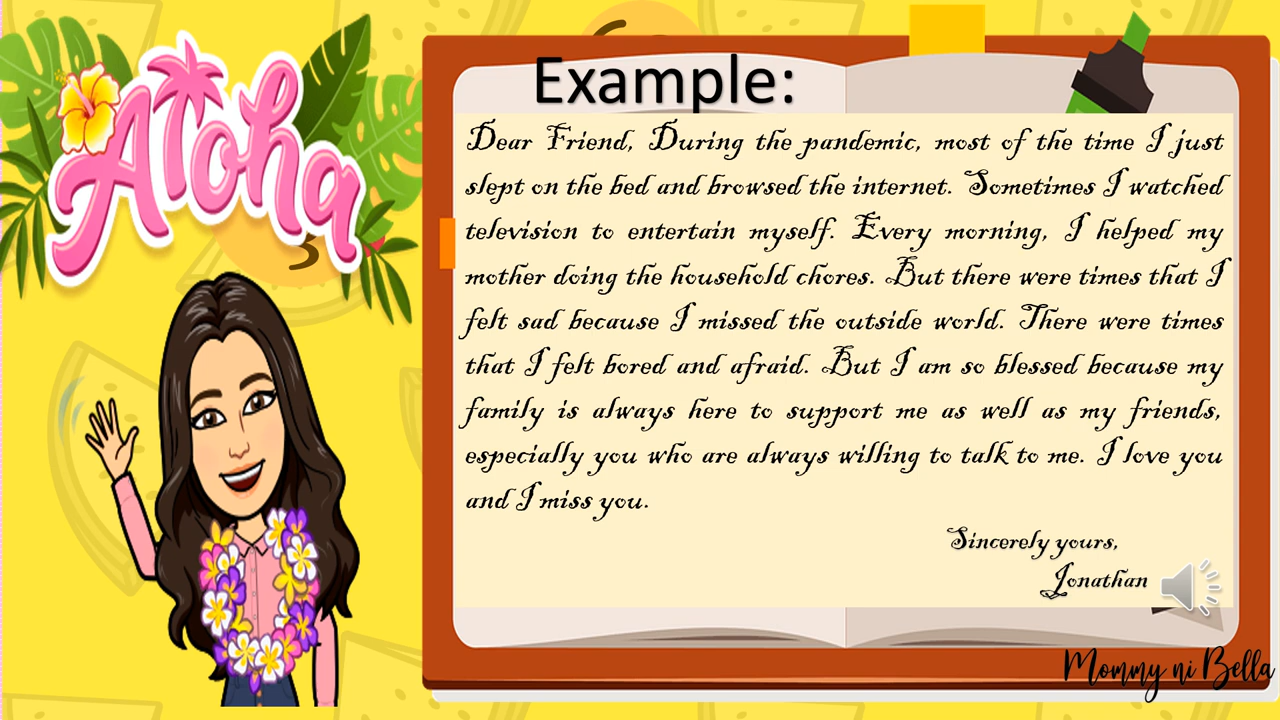 Aloha
Example:
Dear Friend, During the pandemic, most of the time I just
slept on the bed and browsed the internet. Sometimes I watched
television to entertain myself. Every morning, I helped my
mother doing the household chores. But there were times that I
felt sad because I missed the outside world. There were times
that I felt bored and afraid. But I am so blessed because my
family is always here to support me as well as my friends,
especially you who are always willing to talk to me. I love you
and I miss you.
Sincerely yours,
Jonathan
Mommy ni Bella